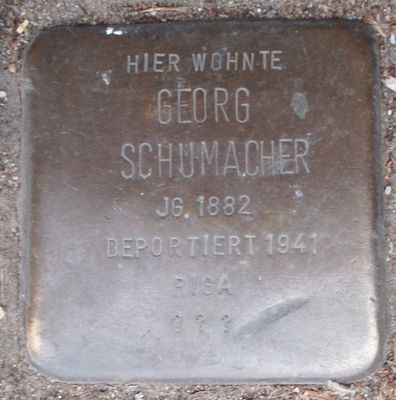 HIER WOHNTE
GEORG
SCHUMACHER
JG. 1882
DEPORTIERT 1941
RIGA
? ? ?